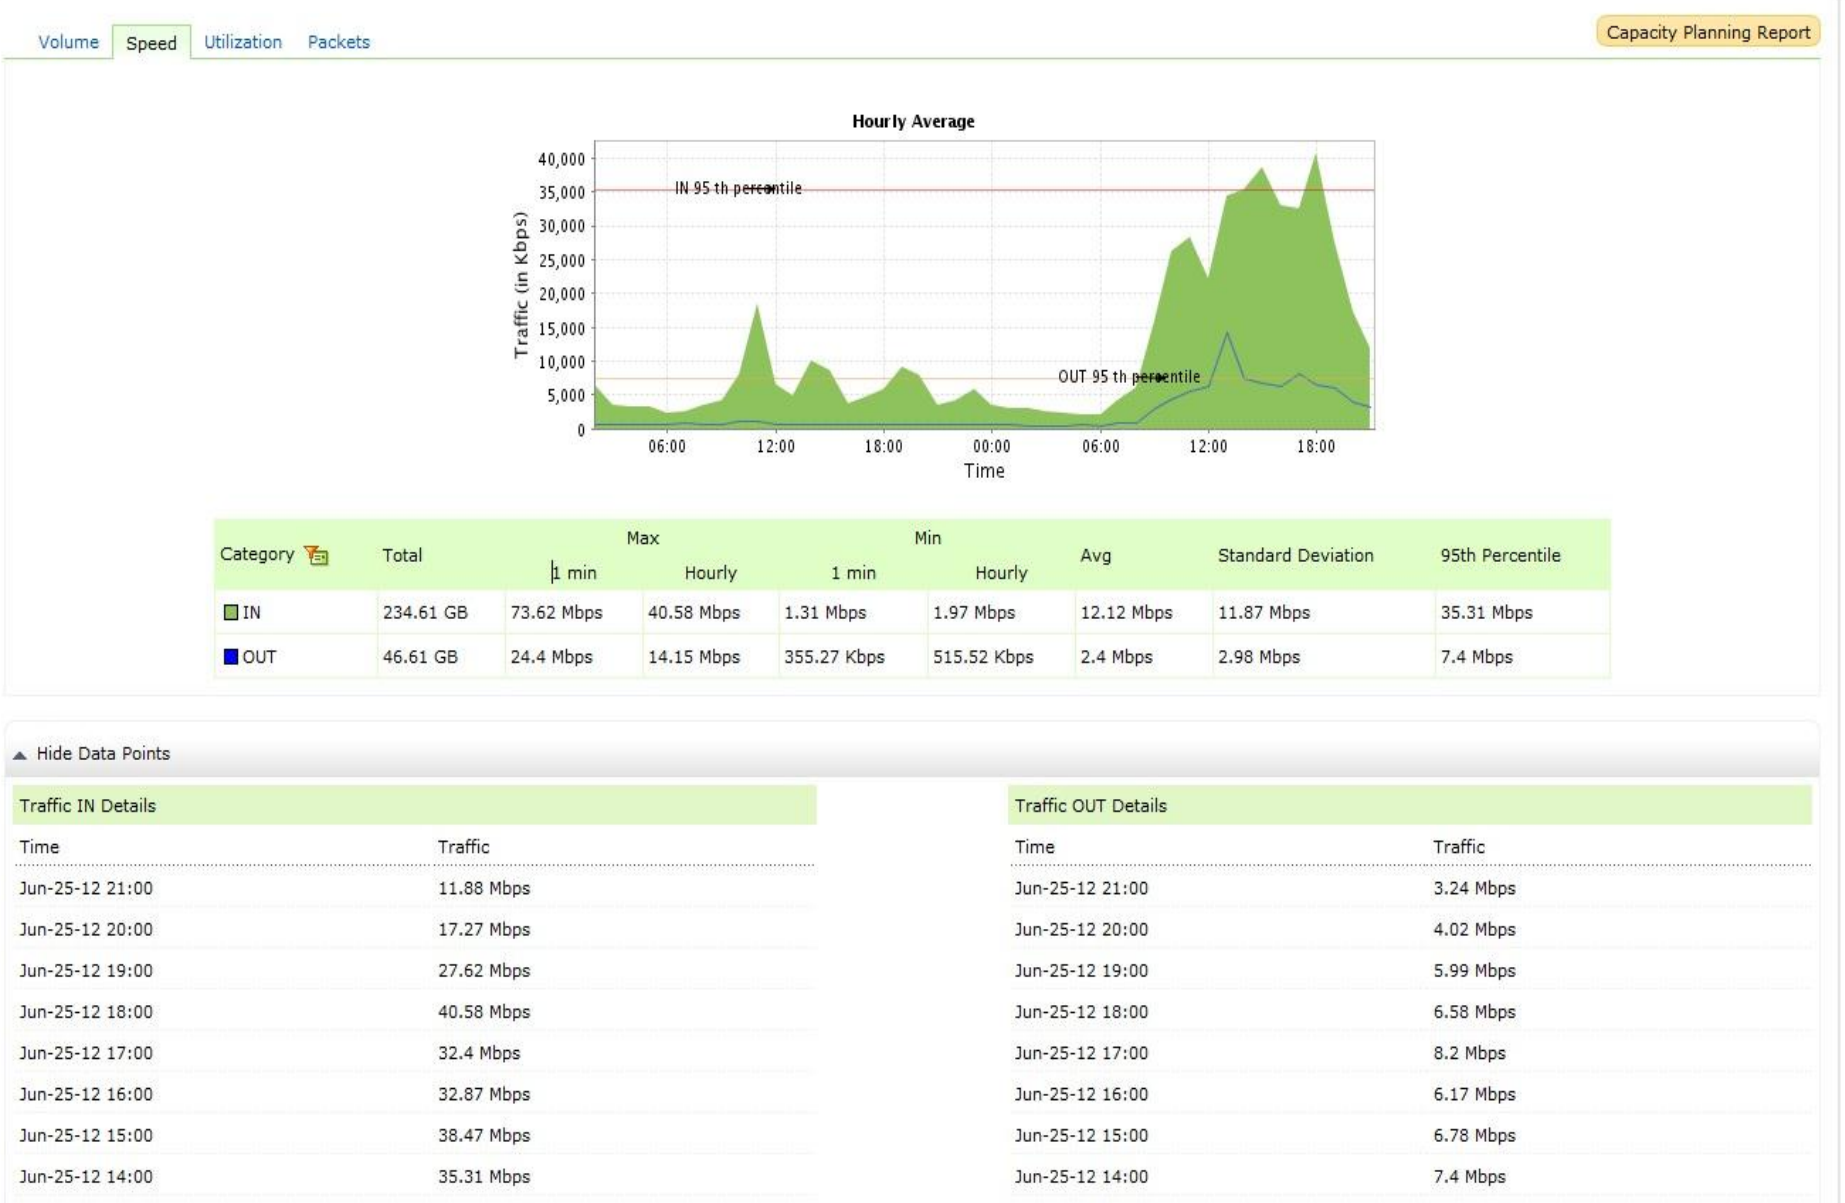 Volume Speed Utilization Packets Capacity Planning Report
Hourly Average
40,000
35,000
30,000
25,000
20,000
15,000
10,000
5,000
0
Traffic (in Kbps)
IN 95 th percentile
OUT 95 th percentile
06:00 12:00 18:00 00:00 06:00 12:00 18:00
Time
Category Total Max Min Avg Standard Deviation 95th Percentile
1 min Hourly 1 min Hourly
IN 234.61 GB 73.62 Mbps 40.58 Mbps 1.31 Mbps 1.97 Mbps 12.12 Mbps 11.87 Mbps 35.31 Mbps
OUT 46.61 GB 24.4 Mbps 14.15 Mbps 355.27 Kbps 515.52 Kbps 2.4 Mbps 2.98 Mbps 7.4 Mbps
Hide Data Points
Traffic IN Details
Time Traffic
Jun-25-12 21:00 11.88 Mbps
Jun-25-12 20:00 17.27 Mbps
Jun-25-12 19:00 27.62 Mbps
Jun-25-12 18:00 40.58 Mbps
Jun-25-12 17:00 32.4 Mbps
Jun-25-12 16:00 32.87 Mbps
Jun-25-12 15:00 38.47 Mbps
Jun-25-12 14:00 35.31 Mbps
Traffic OUT Details
Time Traffic
Jun-25-12 21:00 3.24 Mbps
Jun-25-12 20:00 4.02 Mbps
Jun-25-12 19:00 5.99 Mbps
Jun-25-12 18:00 6.58 Mbps
Jun-25-12 17:00 8.2 Mbps
Jun-25-12 16:00 6.17 Mbps
Jun-25-12 15:00 6.78 Mbps
Jun-25-12 14:00 7.4 Mbps